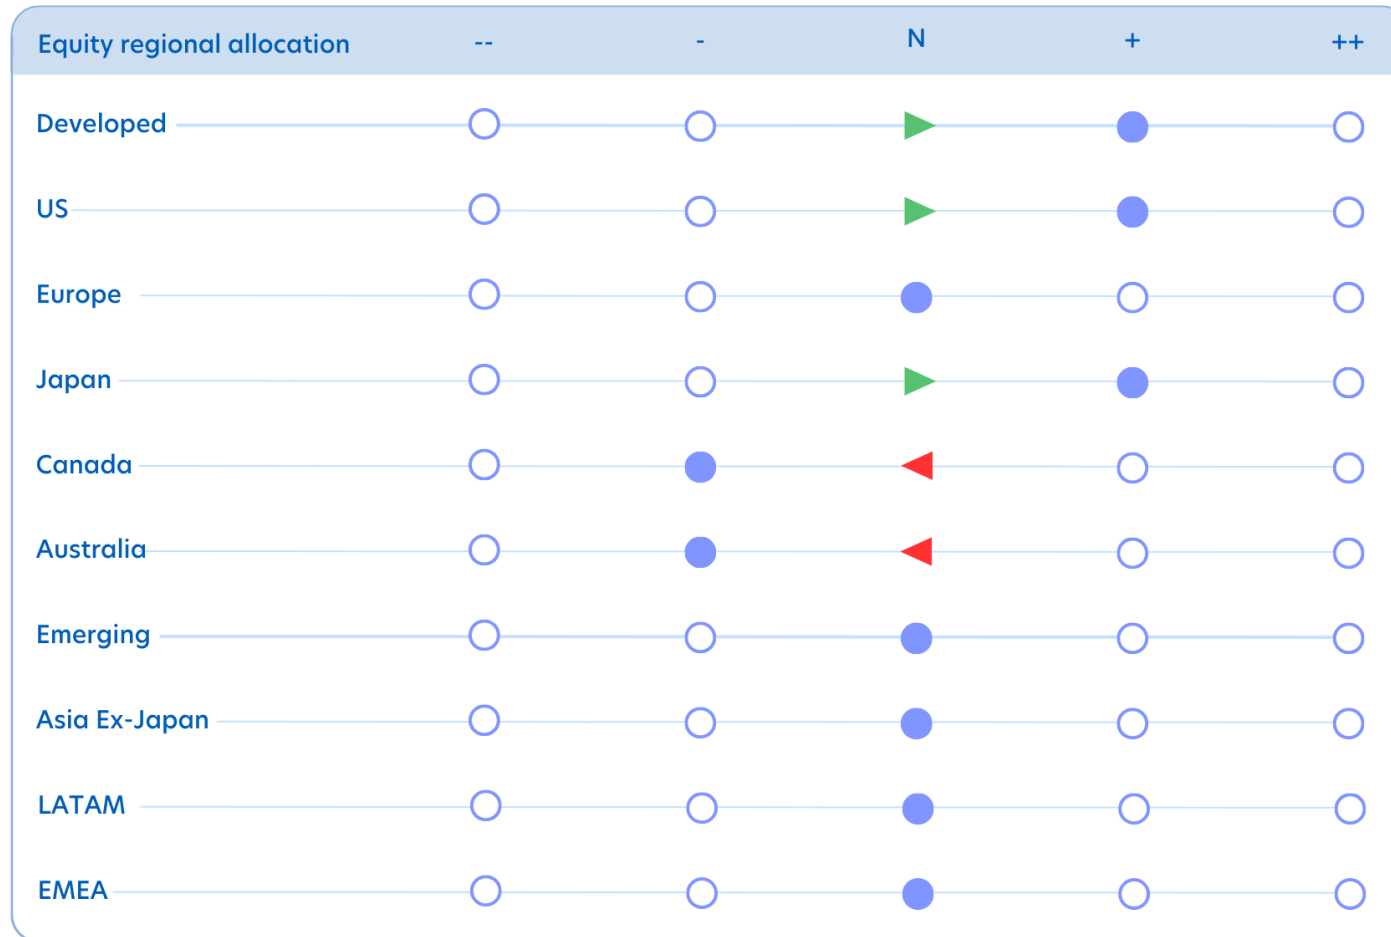 Equity regional allocation -- - N + ++
Developed
US
Europe
Japan
Canada
Australia
Emerging
Asia Ex-Japan
LATAM
EMEA